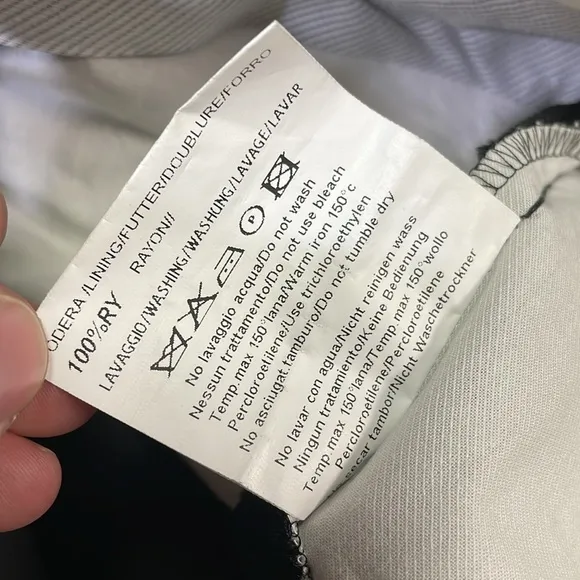 ODERA /LINING/FUTTER/DOUBLURE/FORRO
100%RY RAYON/
LAVAGGIO/WASHING/WASHUNG/LAVAGE/LAVAR
P
No lavaggio acqua/Do not wash
Nessun trattamento/Do not use bleach
Temp.max 150°lana/Warm iron 150°c
Percloroetilene/Use trichloroethylen
No asciugat.tamburo/Do not tumble dry
No lavar con agua/Nicht reinigen wass
Ningun tratamiento/Keine Bedienung
Temp.max 150°lana/Temp.max 150°wollo
Percloroetilene/Percloroetilene
secar tambor/Nicht Waschetrockner